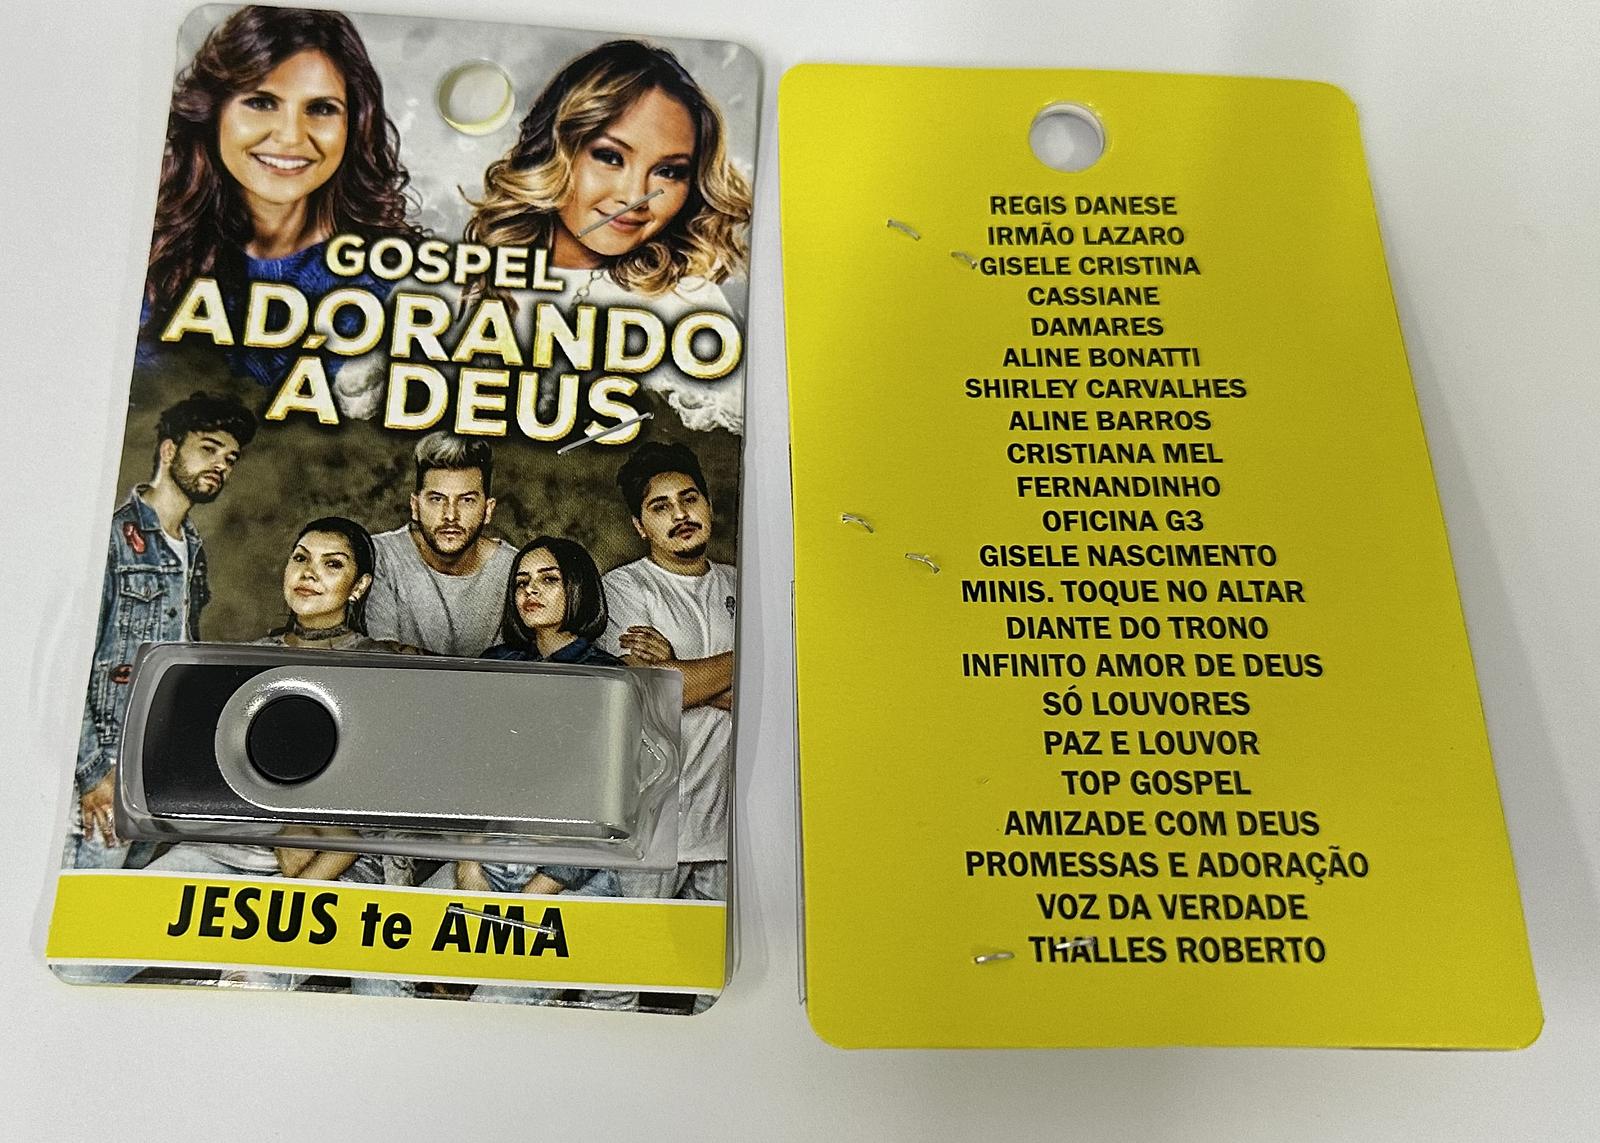 GOSPEL
ADORANDO
Á DEUS
JESUS te AMA
REGIS DANESE
IRMÃO LAZARO
GISELE CRISTINA
CASSIANE
DAMARES
ALINE BONATTI
SHIRLEY CARVALHES
ALINE BARROS
CRISTIANA MEL
FERNANDINHO
OFICINA G3
GISELE NASCIMENTO
MINIS. TOQUE NO ALTAR
DIANTE DO TRONO
INFINITO AMOR DE DEUS
SÓ LOUVORES
PAZ E LOUVOR
TOP GOSPEL
AMIZADE COM DEUS
PROMESSAS E ADORAÇÃO
VOZ DA VERDADE
THALLES ROBERTO